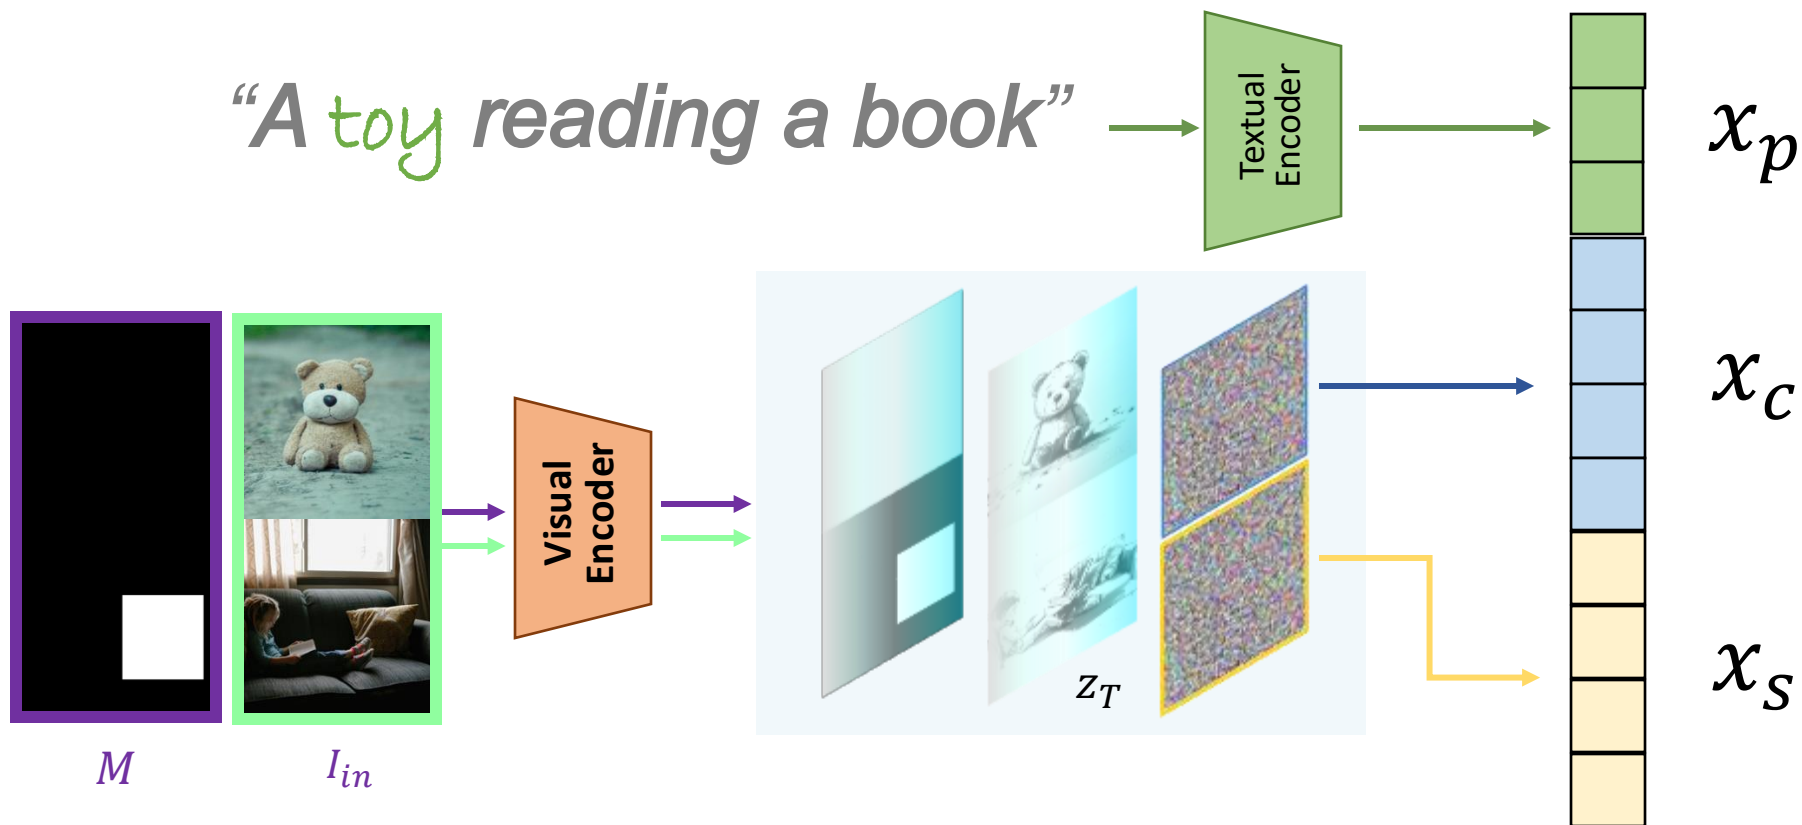 “A toy reading a book”
Textual
Encoder
x_p
x_c
Visual
Encoder
x_s
z_T
M
I_in